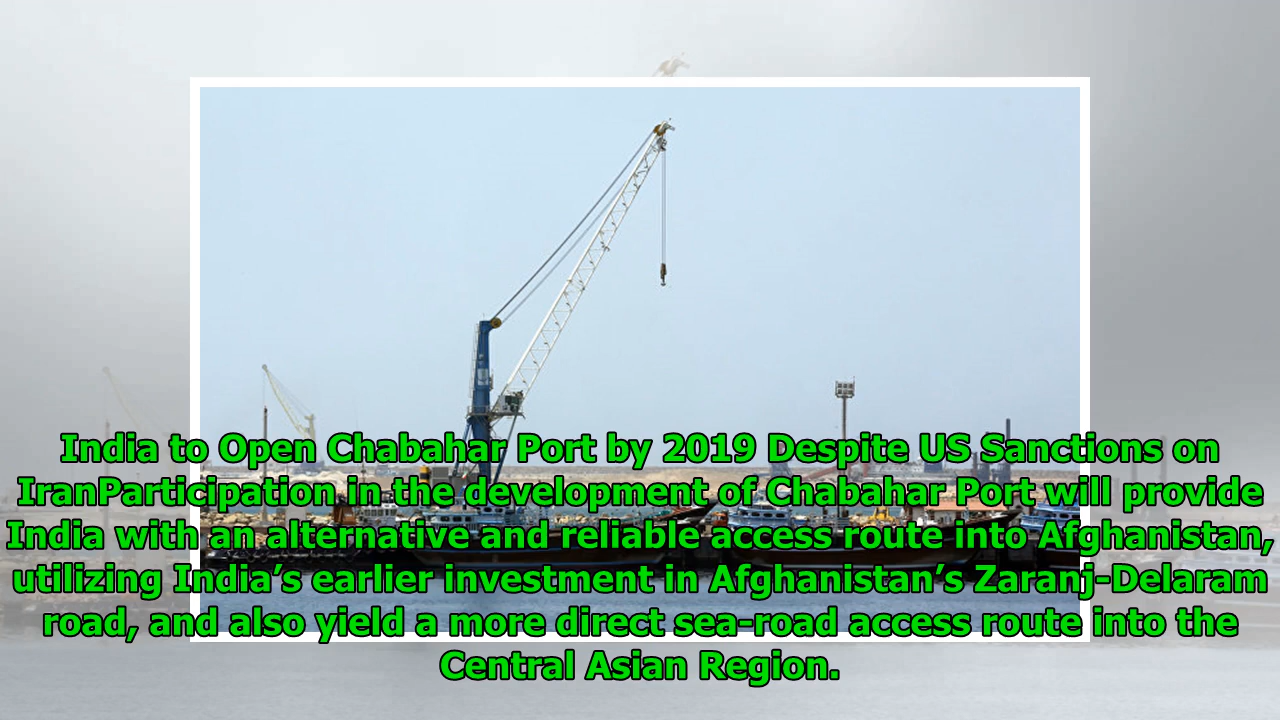 India to Open Chabahar Port by 2019 Despite US Sanctions on
IranParticipation in the development of Chabahar Port will provide
India with an alternative and reliable access route into Afghanistan,
utilizing India’s earlier investment in Afghanistan’s Zaranj-Delaram
road, and also yield a more direct sea-road access route into the
Central Asian Region.